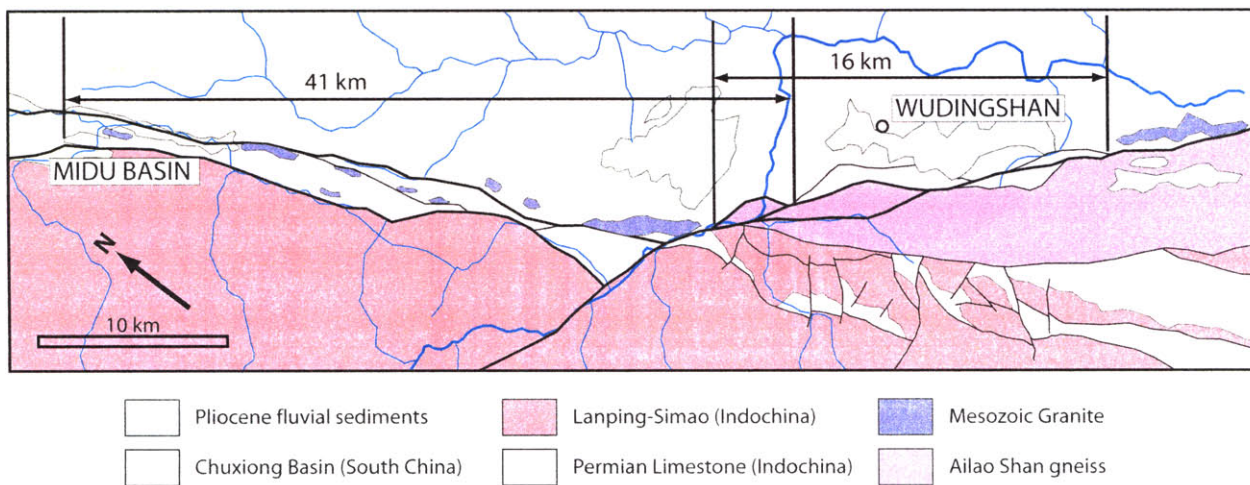 41 km
16 km
WUDINGSHAN
MIDU BASIN
N
10 km
Pliocene fluvial sediments
Lanping-Simao (Indochina)
Mesozoic Granite
Chuxiong Basin (South China)
Permian Limestone (Indochina)
Ailao Shan gneiss